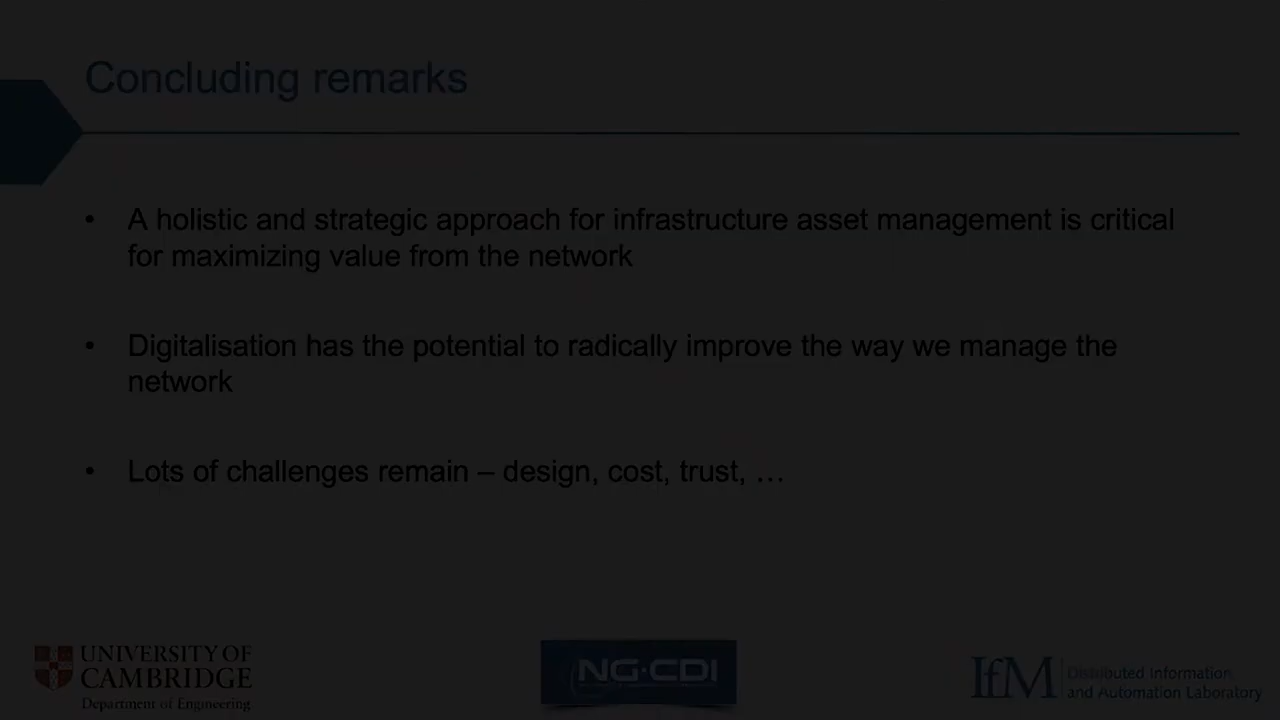 Concluding remarks
• A holistic and strategic approach for infrastructure asset management is critical
for maximizing value from the network
• Digitalisation has the potential to radically improve the way we manage the
network
• Lots of challenges remain – design, cost, trust, …
UNIVERSITY OF
CAMBRIDGE
Department of Engineering
NG·CDI
IfM
Distributed Information
and Automation Laboratory